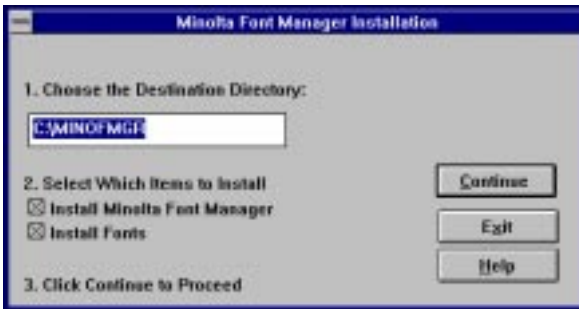 Minolta Font Manager Installation
1. Choose the Destination Directory:
C:\MINOFMGR
2. Select Which Items to Install
Install Minolta Font Manager
Install Fonts
Continue
Exit
Help
3. Click Continue to Proceed